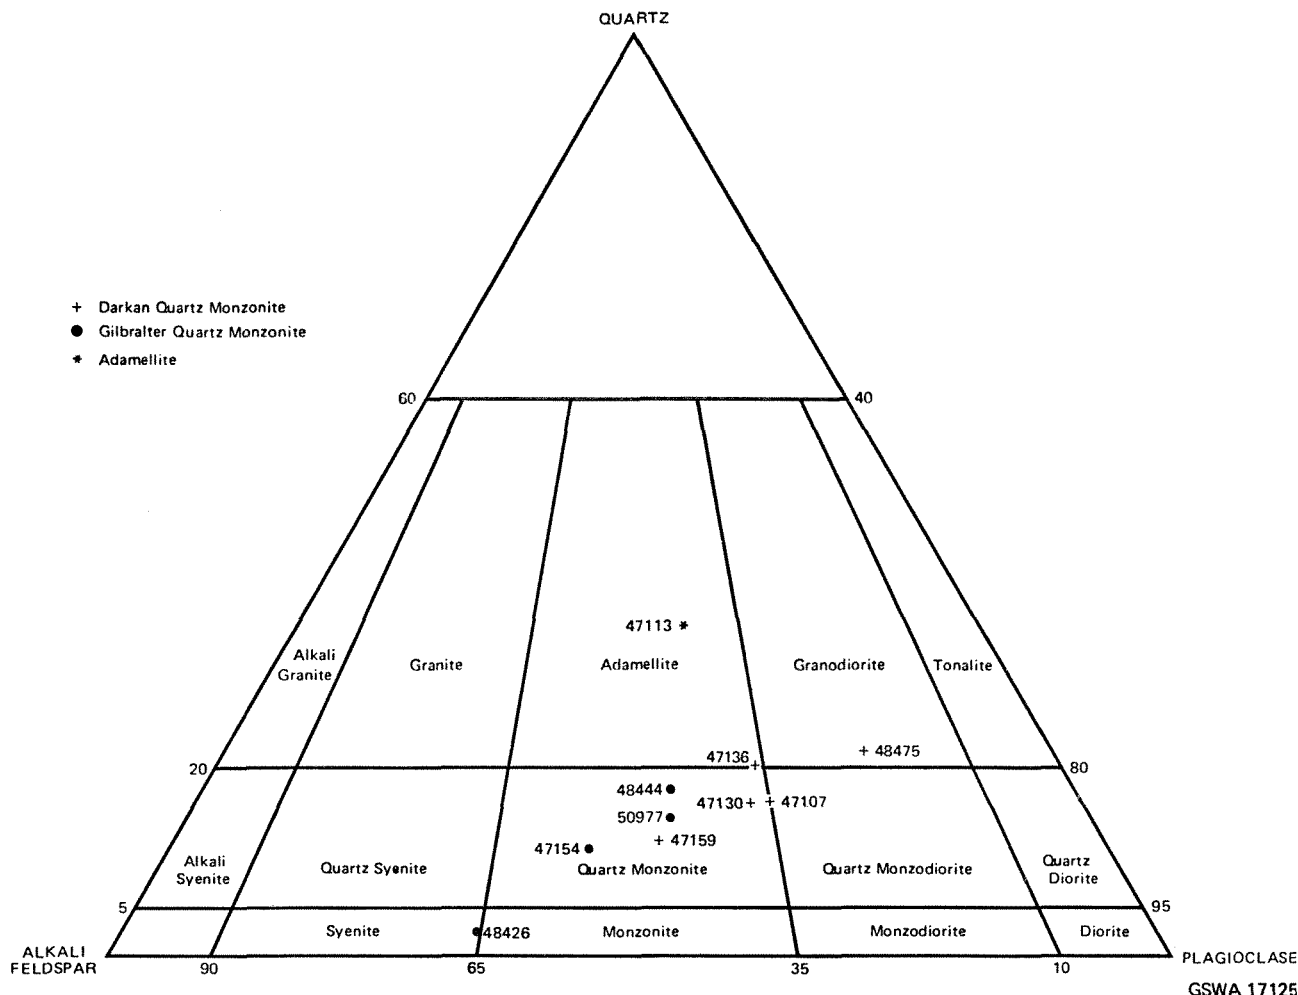 QUARTZ
+ Darkan Quartz Monzonite
● Gilbralter Quartz Monzonite
* Adamellite
60
40
47113 *
Alkali
Granite
Granite
Adamellite
Granodiorite
Tonalite
47136 +
+ 48475
20
80
48444 ●
47130 +
+ 47107
50977 ●
47154 ●
+ 47159
Alkali
Syenite
Quartz Syenite
Quartz Monzonite
Quartz Monzodiorite
Quartz
Diorite
5
95
Syenite
● 48426
Monzonite
Monzodiorite
Diorite
ALKALI
FELDSPAR
90
65
35
10
PLAGIOCLASE
GSWA 17125